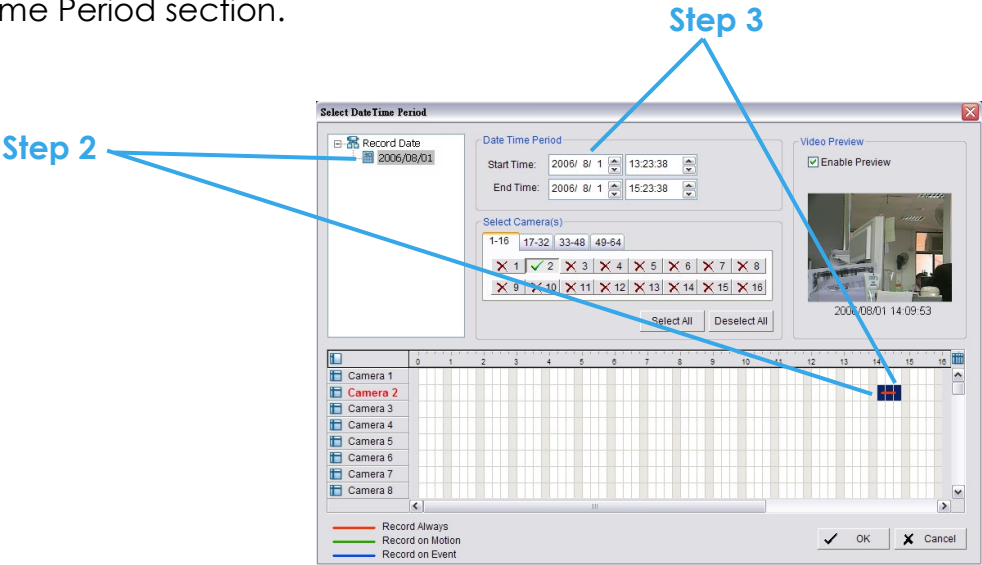 me Period section.
Step 3
Step 2
Select DateTime Period
Record Date
2006/08/01
Date Time Period
Start Time: 2006/ 8/ 1 13:23:38
End Time: 2006/ 8/ 1 15:23:38
Select Camera(s)
1-16 17-32 33-48 49-64
1 2 3 4 5 6 7 8
9 10 11 12 13 14 15 16
Select All Deselect All
Video Preview
Enable Preview
2006/08/01 14:09:53
0 1 2 3 4 5 6 7 8 9 10 11 12 13 14 15 16
Camera 1
Camera 2
Camera 3
Camera 4
Camera 5
Camera 6
Camera 7
Camera 8
Record Always
Record on Motion
Record on Event
OK Cancel